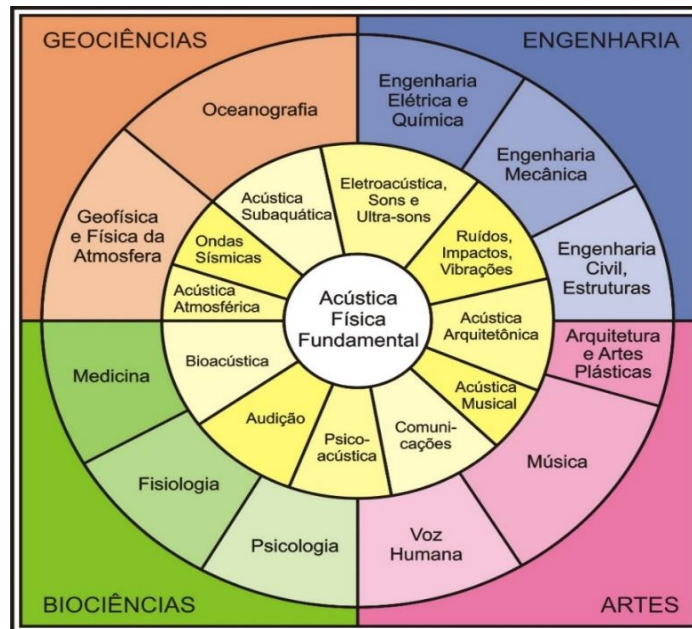 GEOCIÊNCIAS
ENGENHARIA
Oceanografia
Engenharia
Elétrica e
Química
Engenharia
Mecânica
Engenharia
Civil,
Estruturas
Geofísica
e Física da
Atmosfera
Acústica
Subaquática
Eletroacústica,
Sons e
Ultra-sons
Ruídos,
Impactos,
Vibrações
Ondas
Sísmicas
Acústica
Atmosférica
Acústica
Física
Fundamental
Acústica
Arquitetônica
Arquitetura
e Artes
Plásticas
Medicina
Bioacústica
Acústica
Musical
Audição
Psico-
acústica
Comuni-
cações
Música
Fisiologia
Psicologia
Voz
Humana
BIOCIÊNCIAS
ARTES